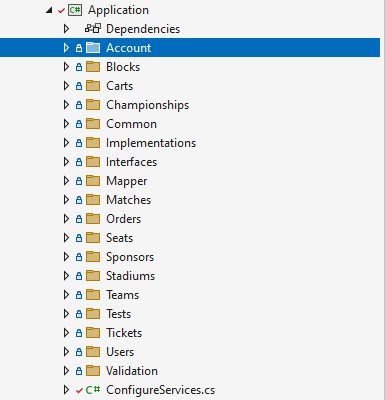 C# Application
Dependencies
Account
Blocks
Carts
Championships
Common
Implementations
Interfaces
Mapper
Matches
Orders
Seats
Sponsors
Stadiums
Teams
Tests
Tickets
Users
Validation
C# ConfigureServices.cs